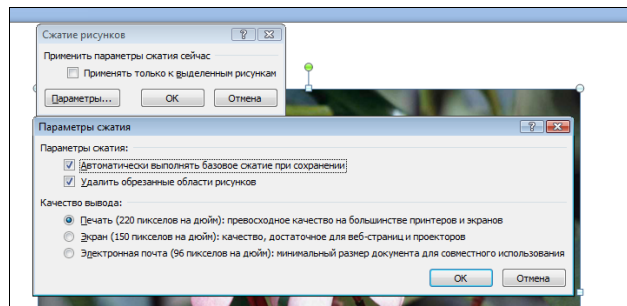 Сжатие рисунков
Применить параметры сжатия сейчас
Применять только к выделенным рисункам
Параметры...
ОК
Отмена
Параметры сжатия
Параметры сжатия:
Автоматически выполнять базовое сжатие при сохранении
Удалить обрезанные области рисунков
Качество вывода:
Печать (220 пикселов на дюйм): превосходное качество на большинстве принтеров и экранов
Экран (150 пикселов на дюйм): качество, достаточное для веб-страниц и проекторов
Электронная почта (96 пикселов на дюйм): минимальный размер документа для совместного использования
ОК
Отмена